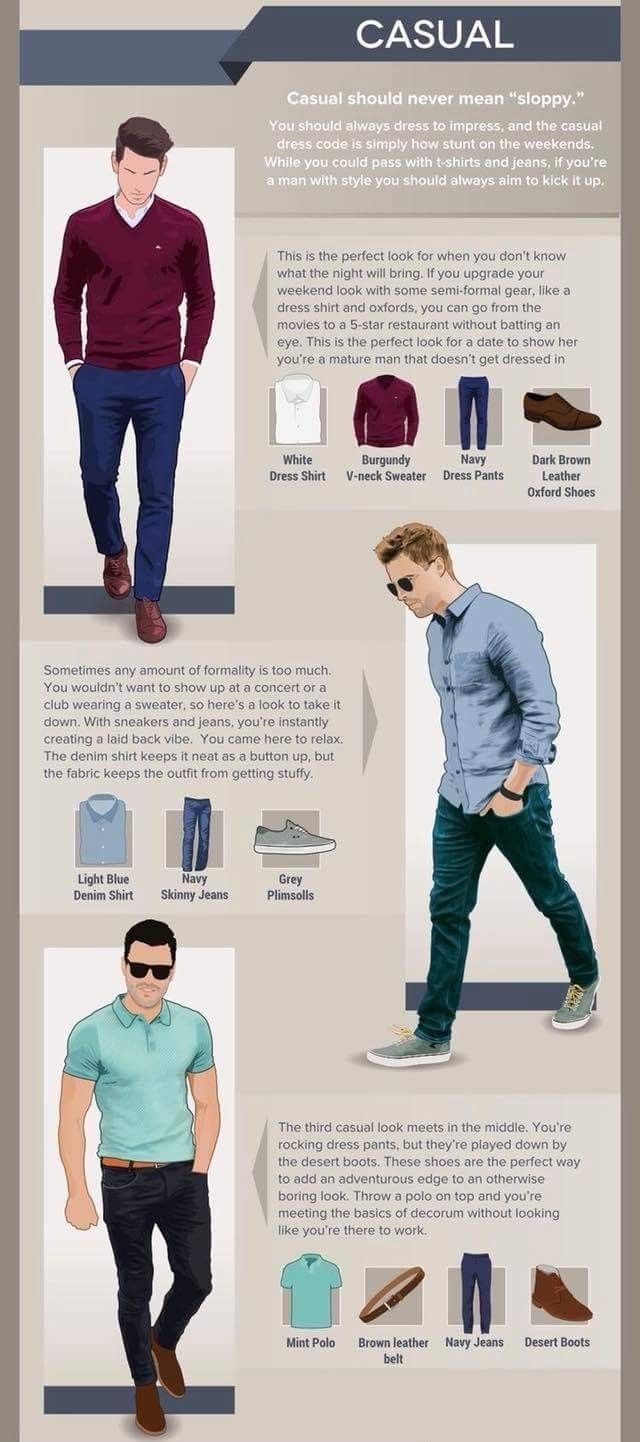 CASUAL
Casual should never mean “sloppy.”
You should always dress to impress, and the casual
dress code is simply how stunt on the weekends.
While you could pass with t-shirts and jeans, if you’re
a man with style you should always aim to kick it up.
This is the perfect look for when you don’t know
what the night will bring. If you upgrade your
weekend look with some semi-formal gear, like a
dress shirt and oxfords, you can go from the
movies to a 5-star restaurant without batting an
eye. This is the perfect look for a date to show her
you’re a mature man that doesn’t get dressed in
White
Dress Shirt
Burgundy
V-neck Sweater
Navy
Dress Pants
Dark Brown
Leather
Oxford Shoes
Sometimes any amount of formality is too much.
You wouldn’t want to show up at a concert or a
club wearing a sweater, so here’s a look to take it
down. With sneakers and jeans, you’re instantly
creating a laid back vibe. You came here to relax.
The denim shirt keeps it neat as a button up, but
the fabric keeps the outfit from getting stuffy.
Light Blue
Denim Shirt
Navy
Skinny Jeans
Grey
Plimsolls
The third casual look meets in the middle. You’re
rocking dress pants, but they’re played down by
the desert boots. These shoes are the perfect way
to add an adventurous edge to an otherwise
boring look. Throw a polo on top and you’re
meeting the basics of decorum without looking
like you’re there to work.
Mint Polo
Brown leather
belt
Navy Jeans
Desert Boots